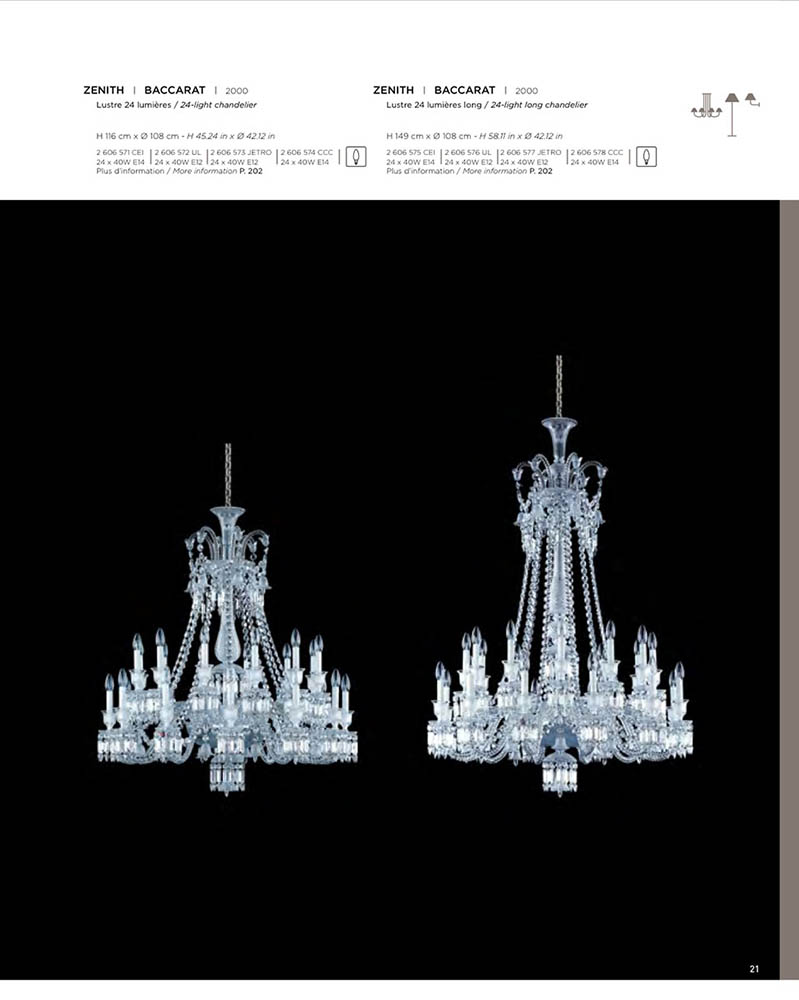 ZENITH | BACCARAT | 2000
Lustre 24 lumières / 24-light chandelier
H 116 cm x Ø 108 cm - H 45.24 in x Ø 42.12 in
2 606 571 CEI | 2 606 572 UL | 2 606 573 JETRO | 2 606 574 CCC |
24 x 40W E14 | 24 x 40W E12 | 24 x 40W E12 | 24 x 40W E14 |
Plus d'information / More information P. 202
ZENITH | BACCARAT | 2000
Lustre 24 lumières long / 24-light long chandelier
H 149 cm x Ø 108 cm - H 58.11 in x Ø 42.12 in
2 606 575 CEI | 2 606 576 UL | 2 606 577 JETRO | 2 606 578 CCC |
24 x 40W E14 | 24 x 40W E12 | 24 x 40W E12 | 24 x 40W E14 |
Plus d'information / More information P. 202
21